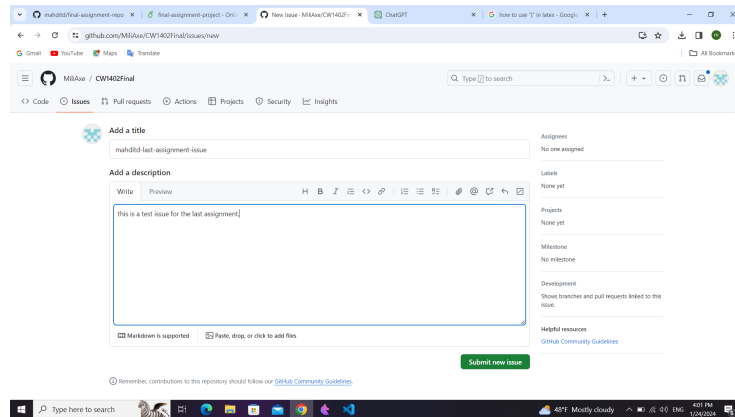 mahditd/final-assignment-repo
final-assignment-project - Onli
New Issue - MiliAxe/CW1402Fin
ChatGPT
how to use "|" in latex - Google
github.com/MiliAxe/CW1402Final/issues/new
Gmail YouTube Maps Translate
All Bookmark
MiliAxe / CW1402Final
Type / to search
Code Issues Pull requests Actions Projects Security Insights
Add a title
mahditd-last-assignment-issue
Add a description
Write Preview
this is a test issue for the last assignment.
Markdown is supported
Paste, drop, or click to add files
Submit new issue
Remember, contributions to this repository should follow our GitHub Community Guidelines.
Assignees
No one assigned
Labels
None yet
Projects
None yet
Milestone
No milestone
Development
Shows branches and pull requests linked to this
issue.
Helpful resources
GitHub Community Guidelines
Type here to search
48°F Mostly cloudy
ENG
4:01 PM
1/24/2024